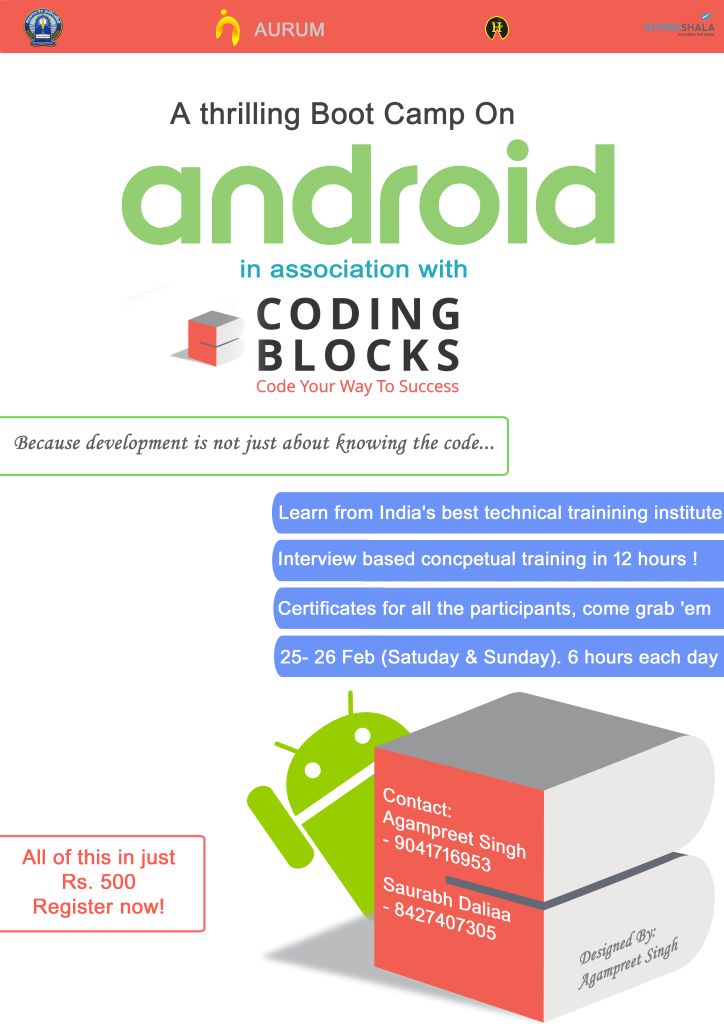 AURUM
INTERNSHALA
A thrilling Boot Camp On
android
in association with
CODING
BLOCKS
Code Your Way To Success
Because development is not just about knowing the code...
Learn from India's best technical trainining institute
Interview based concpetual training in 12 hours !
Certificates for all the participants, come grab 'em
25- 26 Feb (Satuday & Sunday). 6 hours each day
Contact:
Agampreet Singh
- 9041716953
Saurabh Daliaa
- 8427407305
All of this in just
Rs. 500
Register now!
Designed By:
Agampreet Singh